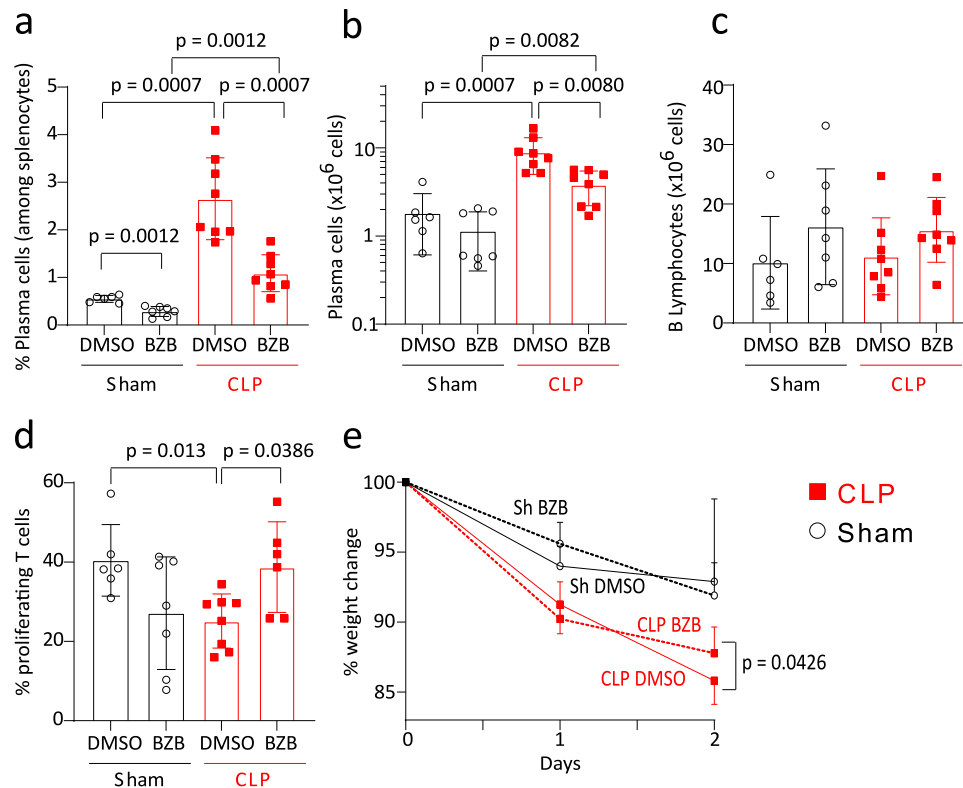 a
p = 0.0012
p = 0.0007
p = 0.0007
p = 0.0012
% Plasma cells (among splenocytes)
5
4
3
2
1
0
DMSO BZB DMSO BZB
Sham CLP
b
p = 0.0082
p = 0.0007
p = 0.0080
Plasma cells (x10⁶ cells)
10
1
0.1
DMSO BZB DMSO BZB
Sham CLP
c
B Lymphocytes (x10⁶ cells)
40
30
20
10
0
DMSO BZB DMSO BZB
Sham CLP
d
p = 0.013
p = 0.0386
% proliferating T cells
60
40
20
0
DMSO BZB DMSO BZB
Sham CLP
e
% weight change
100
95
90
85
Sh BZB
Sh DMSO
CLP BZB
CLP DMSO
p = 0.0426
0 1 2
Days
CLP
Sham